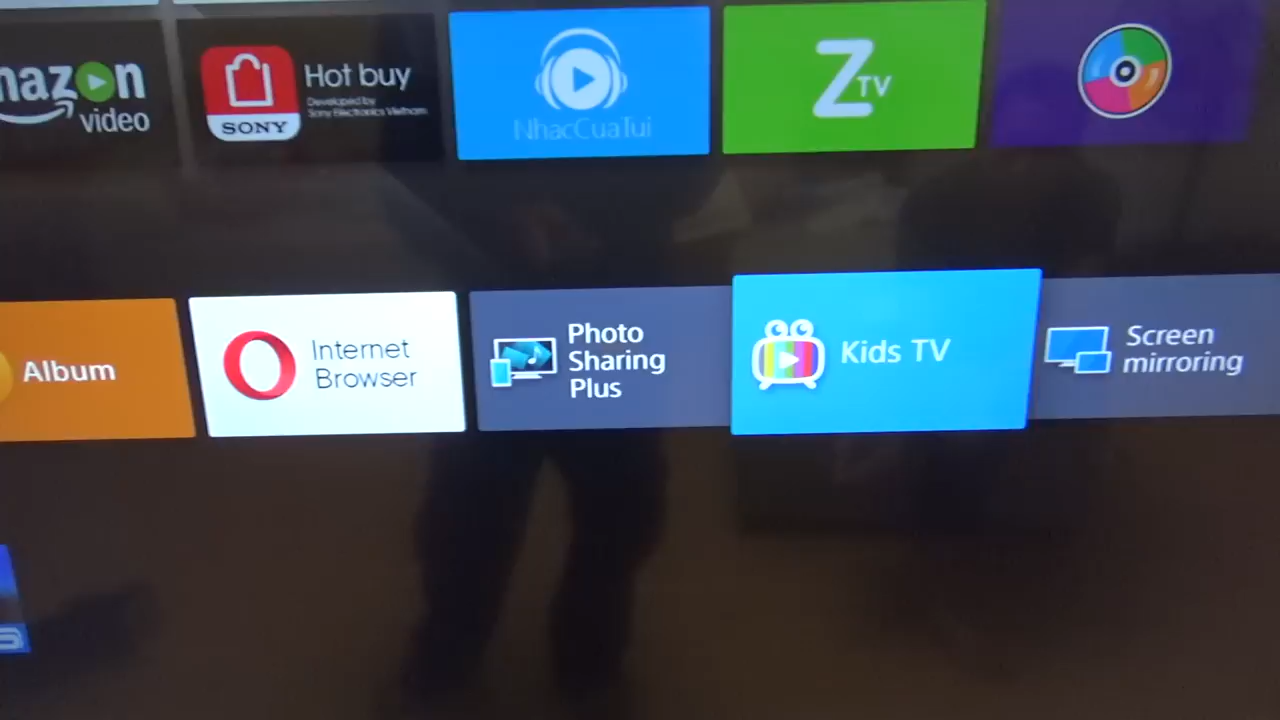 mazon
video
Hot buy
Developed by
Sony Electronics Vietnam
SONY
NhacCuaTui
Z TV
Album
Internet
Browser
Photo
Sharing
Plus
Kids TV
Screen
mirroring